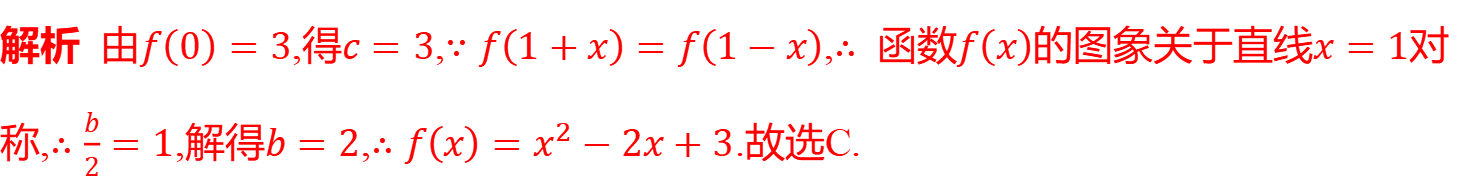 解析 由f(0) = 3,得c = 3,∵ f(1 + x) = f(1 − x),∴ 函数f(x)的图象关于直线x = 1对
称,∴ b/2 = 1,解得b = 2,∴ f(x) = x² − 2x + 3.故选C.